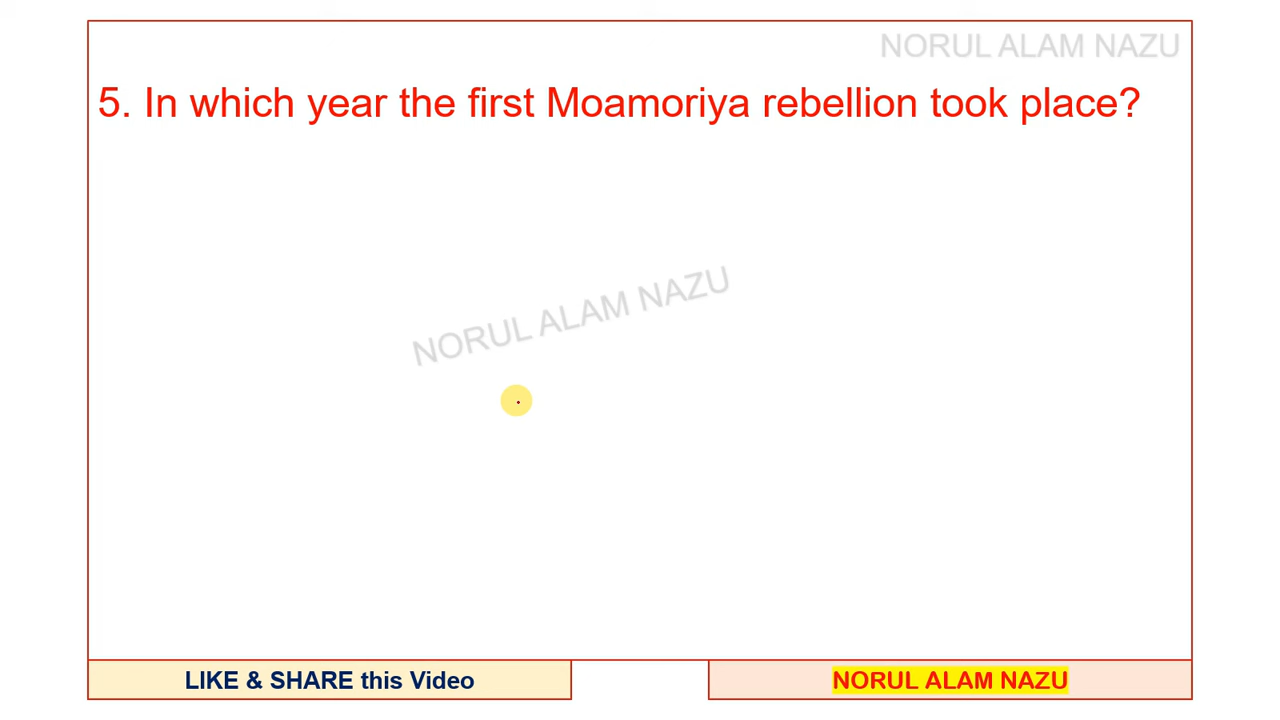 NORUL ALAM NAZU
5. In which year the first Moamoriya rebellion took place?
NORUL ALAM NAZU
LIKE & SHARE this Video
NORUL ALAM NAZU